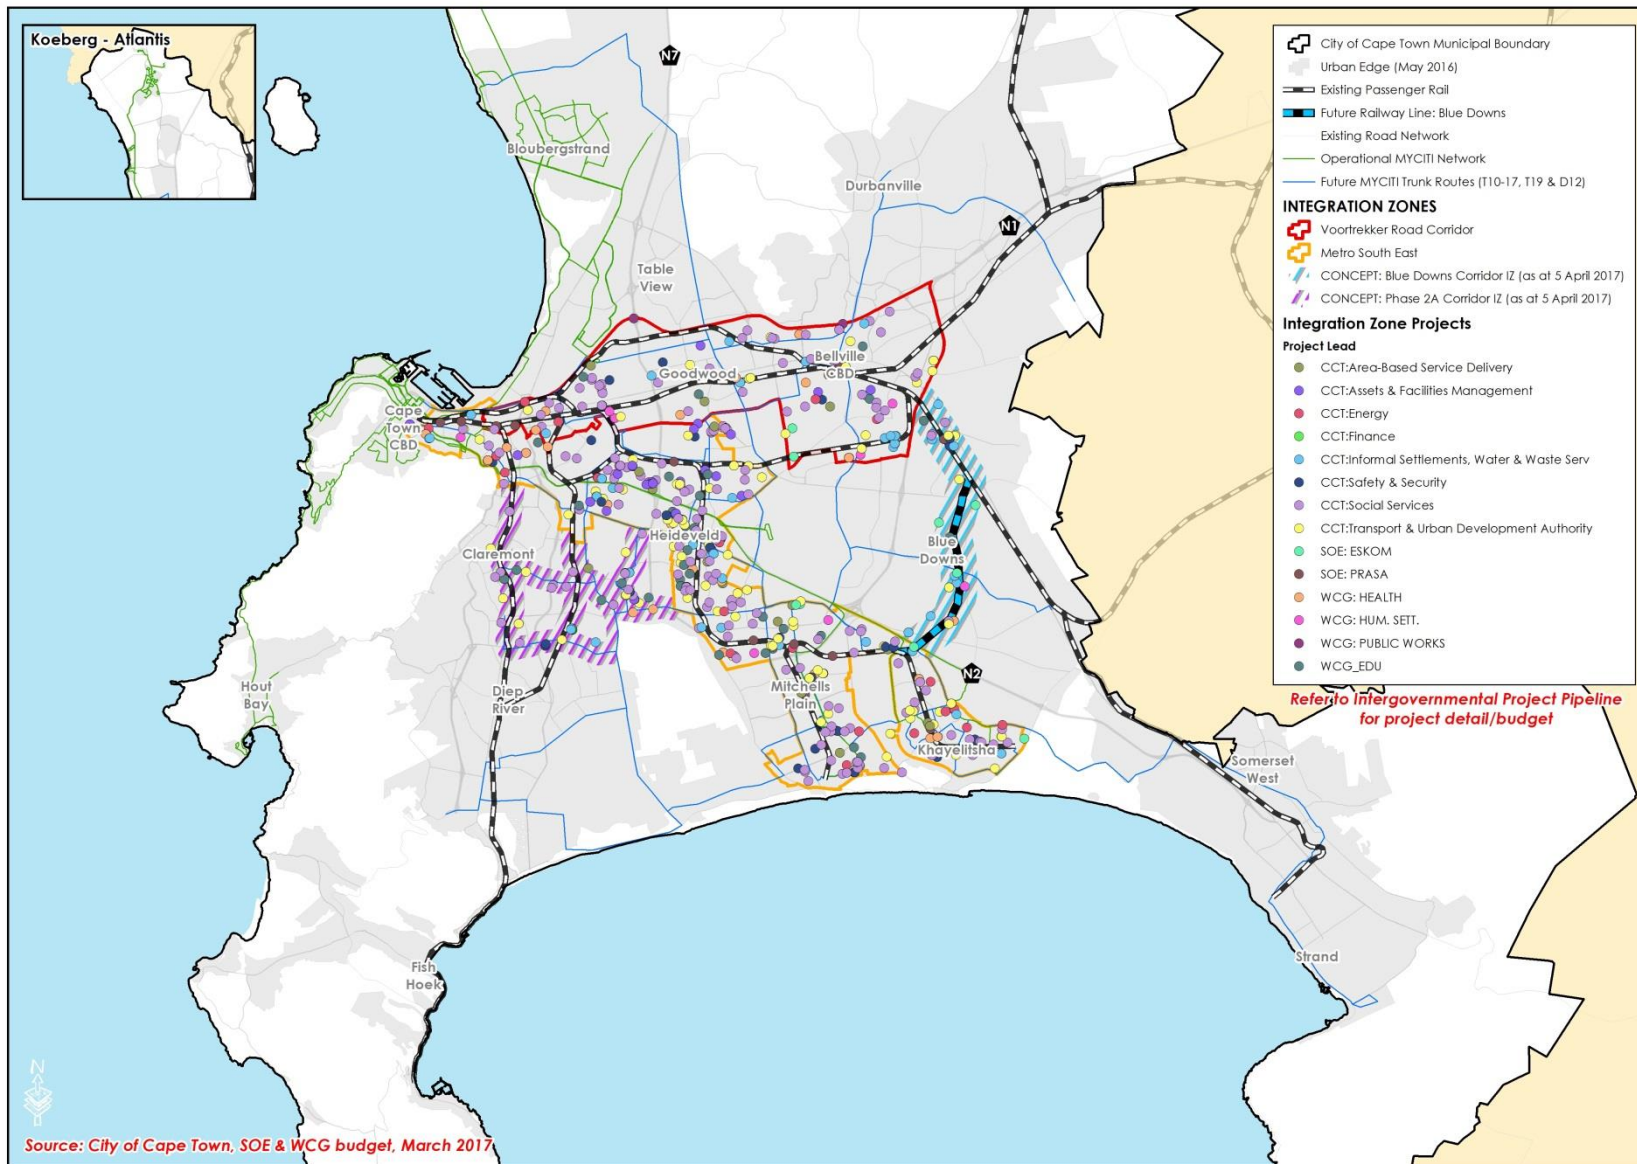 Koeberg - Atlantis
N7
Bloubergstrand
Durbanville
N1
Table
View
Goodwood
Bellville
CBD
Cape
Town
CBD
Heideveld
Claremont
Blue
Downs
Hout
Bay
Diep
River
Mitchells
Plain
N2
Khayelitsha
Somerset
West
Fish
Hoek
Strand
City of Cape Town Municipal Boundary
Urban Edge (May 2016)
Existing Passenger Rail
Future Railway Line: Blue Downs
Existing Road Network
Operational MYCITI Network
Future MYCITI Trunk Routes (T10-17, T19 & D12)
INTEGRATION ZONES
Voortrekker Road Corridor
Metro South East
CONCEPT: Blue Downs Corridor IZ (as at 5 April 2017)
CONCEPT: Phase 2A Corridor IZ (as at 5 April 2017)
Integration Zone Projects
Project Lead
CCT:Area-Based Service Delivery
CCT:Assets & Facilities Management
CCT:Energy
CCT:Finance
CCT:Informal Settlements, Water & Waste Serv
CCT:Safety & Security
CCT:Social Services
CCT:Transport & Urban Development Authority
SOE: ESKOM
SOE: PRASA
WCG: HEALTH
WCG: HUM. SETT.
WCG: PUBLIC WORKS
WCG_EDU
Refer to Intergovernmental Project Pipeline
for project detail/budget
N
Source: City of Cape Town, SOE & WCG budget, March 2017